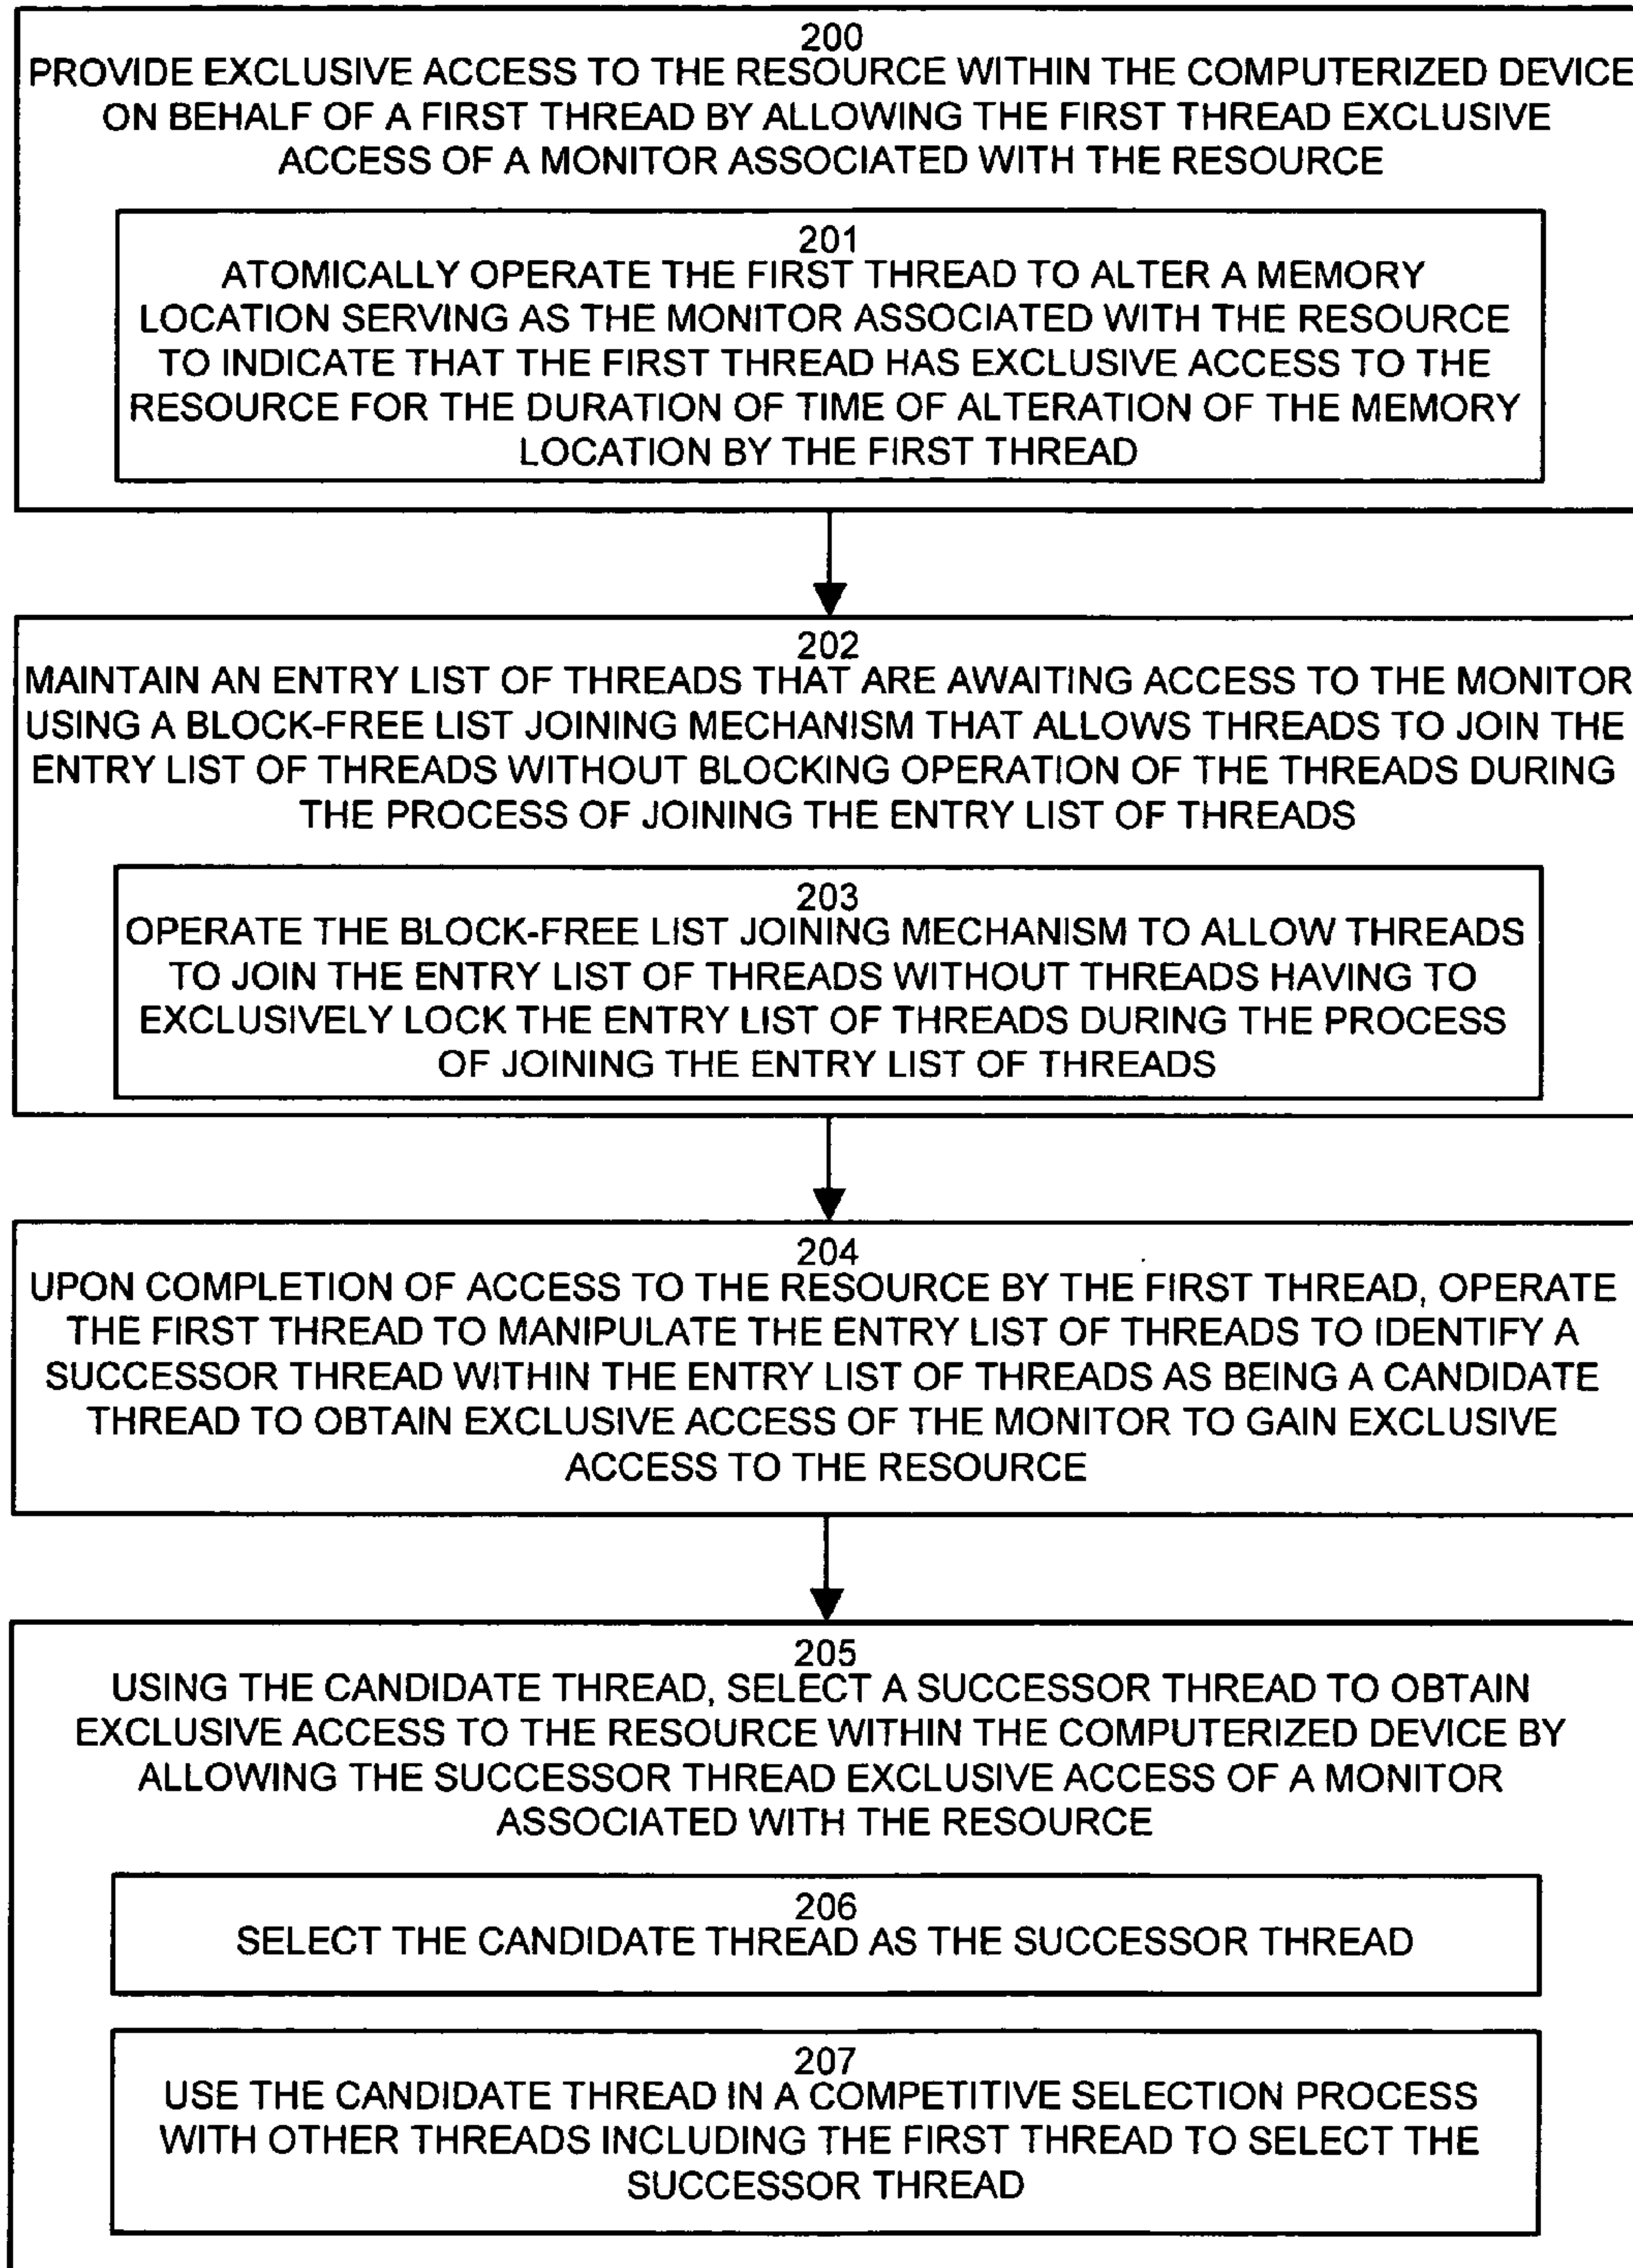 200
PROVIDE EXCLUSIVE ACCESS TO THE RESOURCE WITHIN THE COMPUTERIZED DEVICE
ON BEHALF OF A FIRST THREAD BY ALLOWING THE FIRST THREAD EXCLUSIVE
ACCESS OF A MONITOR ASSOCIATED WITH THE RESOURCE
201
ATOMICALLY OPERATE THE FIRST THREAD TO ALTER A MEMORY
LOCATION SERVING AS THE MONITOR ASSOCIATED WITH THE RESOURCE
TO INDICATE THAT THE FIRST THREAD HAS EXCLUSIVE ACCESS TO THE
RESOURCE FOR THE DURATION OF TIME OF ALTERATION OF THE MEMORY
LOCATION BY THE FIRST THREAD
202
MAINTAIN AN ENTRY LIST OF THREADS THAT ARE AWAITING ACCESS TO THE MONITOR
USING A BLOCK-FREE LIST JOINING MECHANISM THAT ALLOWS THREADS TO JOIN THE
ENTRY LIST OF THREADS WITHOUT BLOCKING OPERATION OF THE THREADS DURING
THE PROCESS OF JOINING THE ENTRY LIST OF THREADS
203
OPERATE THE BLOCK-FREE LIST JOINING MECHANISM TO ALLOW THREADS
TO JOIN THE ENTRY LIST OF THREADS WITHOUT THREADS HAVING TO
EXCLUSIVELY LOCK THE ENTRY LIST OF THREADS DURING THE PROCESS
OF JOINING THE ENTRY LIST OF THREADS
204
UPON COMPLETION OF ACCESS TO THE RESOURCE BY THE FIRST THREAD, OPERATE
THE FIRST THREAD TO MANIPULATE THE ENTRY LIST OF THREADS TO IDENTIFY A
SUCCESSOR THREAD WITHIN THE ENTRY LIST OF THREADS AS BEING A CANDIDATE
THREAD TO OBTAIN EXCLUSIVE ACCESS OF THE MONITOR TO GAIN EXCLUSIVE
ACCESS TO THE RESOURCE
205
USING THE CANDIDATE THREAD, SELECT A SUCCESSOR THREAD TO OBTAIN
EXCLUSIVE ACCESS TO THE RESOURCE WITHIN THE COMPUTERIZED DEVICE BY
ALLOWING THE SUCCESSOR THREAD EXCLUSIVE ACCESS OF A MONITOR
ASSOCIATED WITH THE RESOURCE
206
SELECT THE CANDIDATE THREAD AS THE SUCCESSOR THREAD
207
USE THE CANDIDATE THREAD IN A COMPETITIVE SELECTION PROCESS
WITH OTHER THREADS INCLUDING THE FIRST THREAD TO SELECT THE
SUCCESSOR THREAD